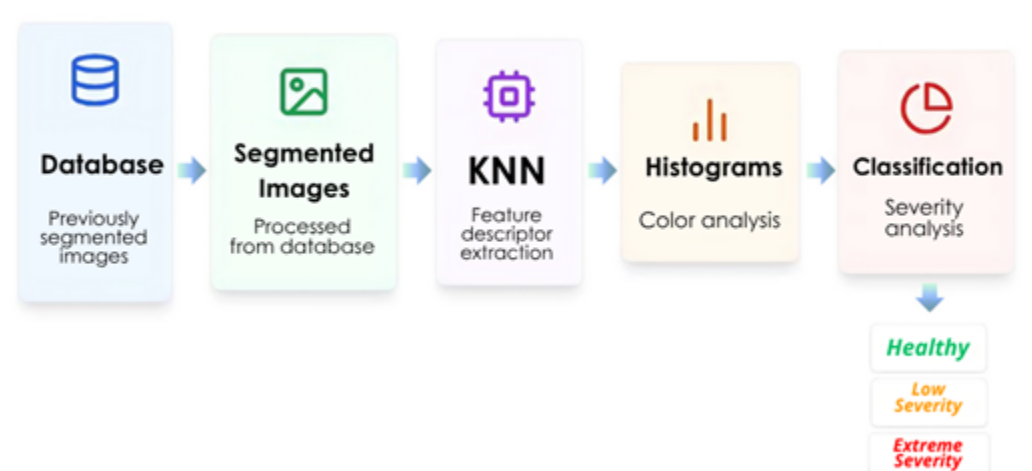 Database
Previously
segmented
images
Segmented
Images
Processed
from database
KNN
Feature
descriptor
extraction
Histograms
Color analysis
Classification
Severity
analysis
Healthy
Low
Severity
Extreme
Severity